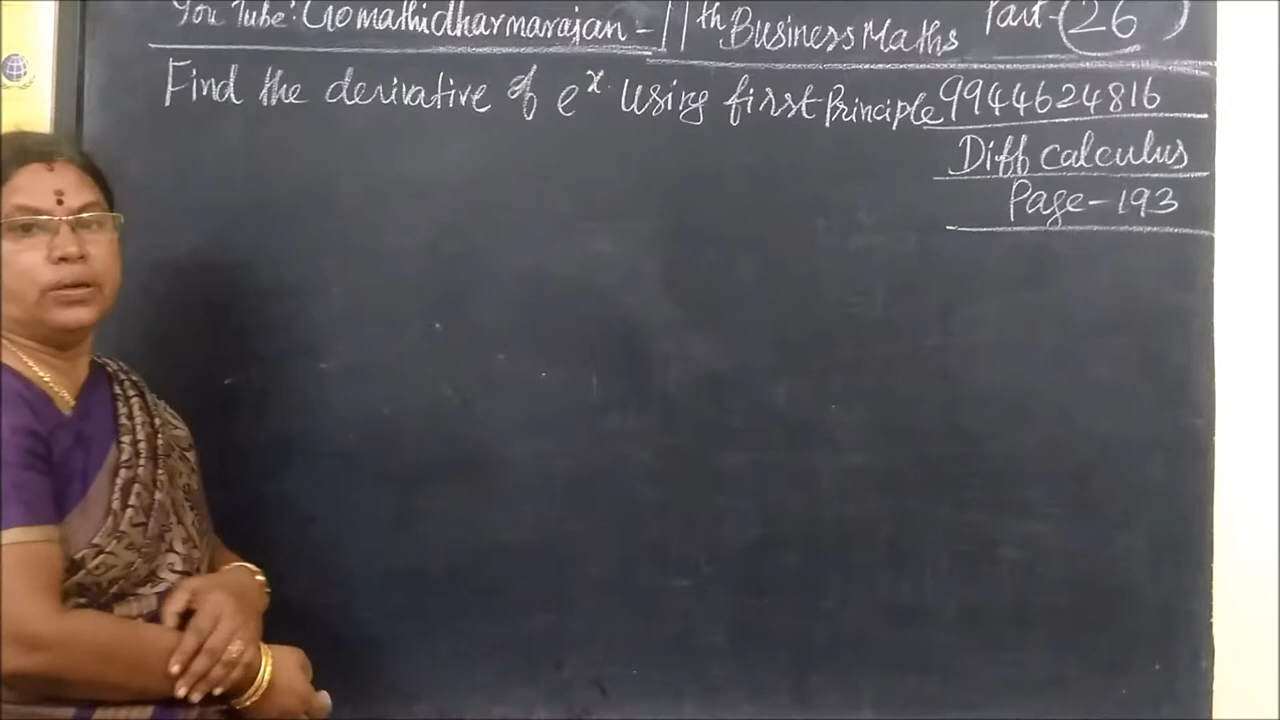 You Tube: Gomathidharmarajan - 11th Business Maths Part - 26
Find the derivative of eˣ using first Principle 9944624816
Diff calculus
Page - 193